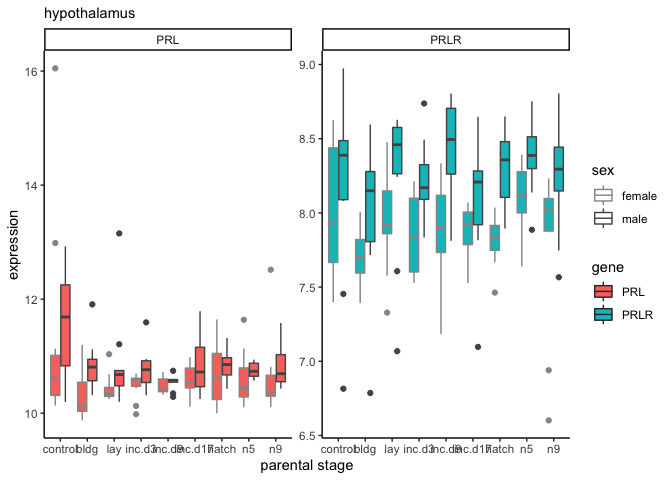 hypothalamus
PRL
PRLR
16
14
12
10
9.0
8.5
8.0
7.5
7.0
6.5
expression
control bldg lay inc.d3 inc.d9 inc.d17 hatch n5 n9
control bldg lay inc.d3 inc.d9 inc.d17 hatch n5 n9
parental stage
sex
female
male
gene
PRL
PRLR